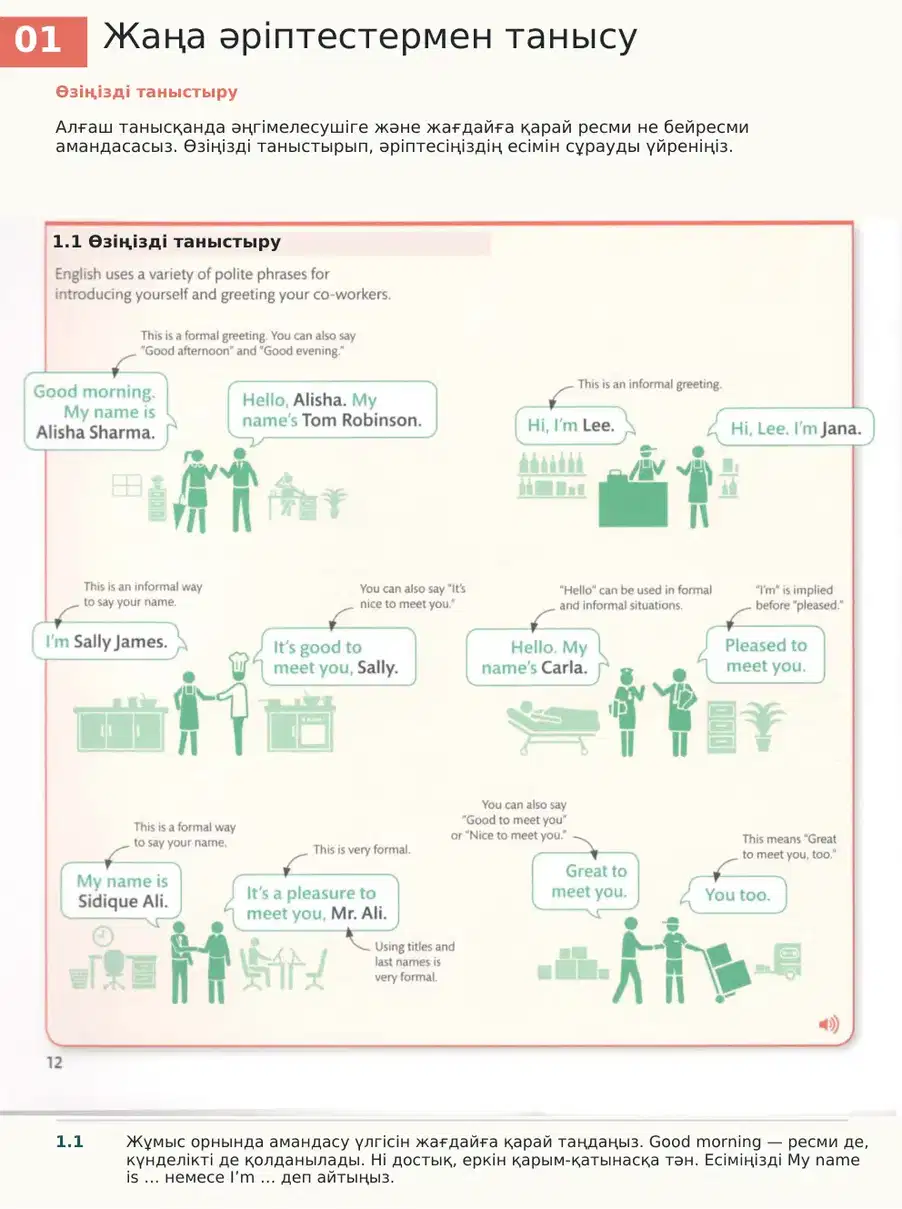 01
Жаңа әріптестермен танысу
Өзіңізді таныстыру
Алғаш танысқанда әңгімелесушіге және жағдайға қарай ресми не бейресми
амандасасыз. Өзіңізді таныстырып, әріптесіңіздің есімін сұрауды үйреніңіз.
1.1 Өзіңізді таныстыру
English uses a variety of polite phrases for
introducing yourself and greeting your co-workers.
This is a formal greeting. You can also say
"Good afternoon" and "Good evening."
Good morning.
My name is
Alisha Sharma.
Hello, Alisha. My
name's Tom Robinson.
This is an informal greeting.
Hi, I'm Lee.
Hi, Lee. I'm Jana.
This is an informal way
to say your name.
I'm Sally James.
You can also say "It's
nice to meet you."
It's good to
meet you, Sally.
"Hello" can be used in formal
and informal situations.
Hello. My
name's Carla.
"I'm" is implied
before "pleased."
Pleased to
meet you.
This is a formal way
to say your name.
My name is
Sidique Ali.
This is very formal.
It's a pleasure to
meet you, Mr. Ali.
Using titles and
last names is
very formal.
You can also say
"Good to meet you"
or "Nice to meet you."
Great to
meet you.
This means "Great
to meet you, too."
You too.
12
1.1 Жұмыс орнында амандасу үлгісін жағдайға қарай таңдаңыз. Good morning — ресми де,
күнделікті де қолданылады. Hi достық, еркін қарым-қатынасқа тән. Есіміңізді My name
is ... немесе I’m ... деп айтыңыз.